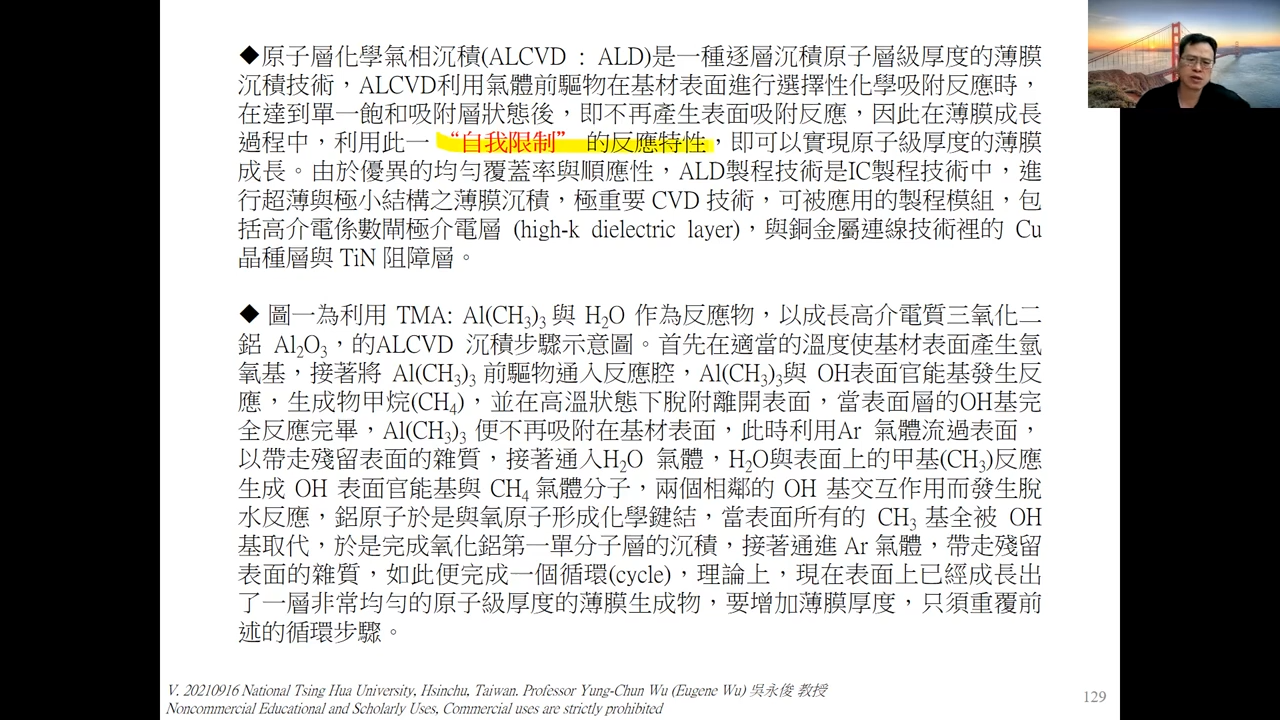 ◆原子層化學氣相沉積(ALCVD : ALD)是一種逐層沉積原子層級厚度的薄膜
沉積技術，ALCVD利用氣體前驅物在基材表面進行選擇性化學吸附反應時，
在達到單一飽和吸附層狀態後，即不再產生表面吸附反應，因此在薄膜成長
過程中，利用此一 “自我限制” 的反應特性，即可以實現原子級厚度的薄膜
成長。由於優異的均勻覆蓋率與順應性，ALD製程技術是IC製程技術中，進
行超薄與極小結構之薄膜沉積，極重要 CVD 技術，可被應用的製程模組，包
括高介電係數閘極介電層 (high-k dielectric layer)，與銅金屬連線技術裡的 Cu
晶種層與 TiN 阻障層。
◆ 圖一為利用 TMA: Al(CH₃)₃ 與 H₂O 作為反應物，以成長高介電質三氧化二
鋁 Al₂O₃，的ALCVD 沉積步驟示意圖。首先在適當的溫度使基材表面產生氫
氧基，接著將 Al(CH₃)₃ 前驅物通入反應腔，Al(CH₃)₃與 OH表面官能基發生反
應，生成物甲烷(CH₄)，並在高溫狀態下脫附離開表面，當表面層的OH基完
全反應完畢，Al(CH₃)₃ 便不再吸附在基材表面，此時利用Ar 氣體流過表面，
以帶走殘留表面的雜質，接著通入H₂O 氣體，H₂O與表面上的甲基(CH₃)反應
生成 OH 表面官能基與 CH₄ 氣體分子，兩個相鄰的 OH 基交互作用而發生脫
水反應，鋁原子於是與氧原子形成化學鍵結，當表面所有的 CH₃ 基全被 OH
基取代，於是完成氧化鋁第一單分子層的沉積，接著通進 Ar 氣體，帶走殘留
表面的雜質，如此便完成一個循環(cycle)，理論上，現在表面上已經成長出
了一層非常均勻的原子級厚度的薄膜生成物，要增加薄膜厚度，只須重覆前
述的循環步驟。
V. 20210916 National Tsing Hua University, Hsinchu, Taiwan. Professor Yung-Chun Wu (Eugene Wu) 吳永俊 教授
Noncommercial Educational and Scholarly Uses, Commercial uses are strictly prohibited
129